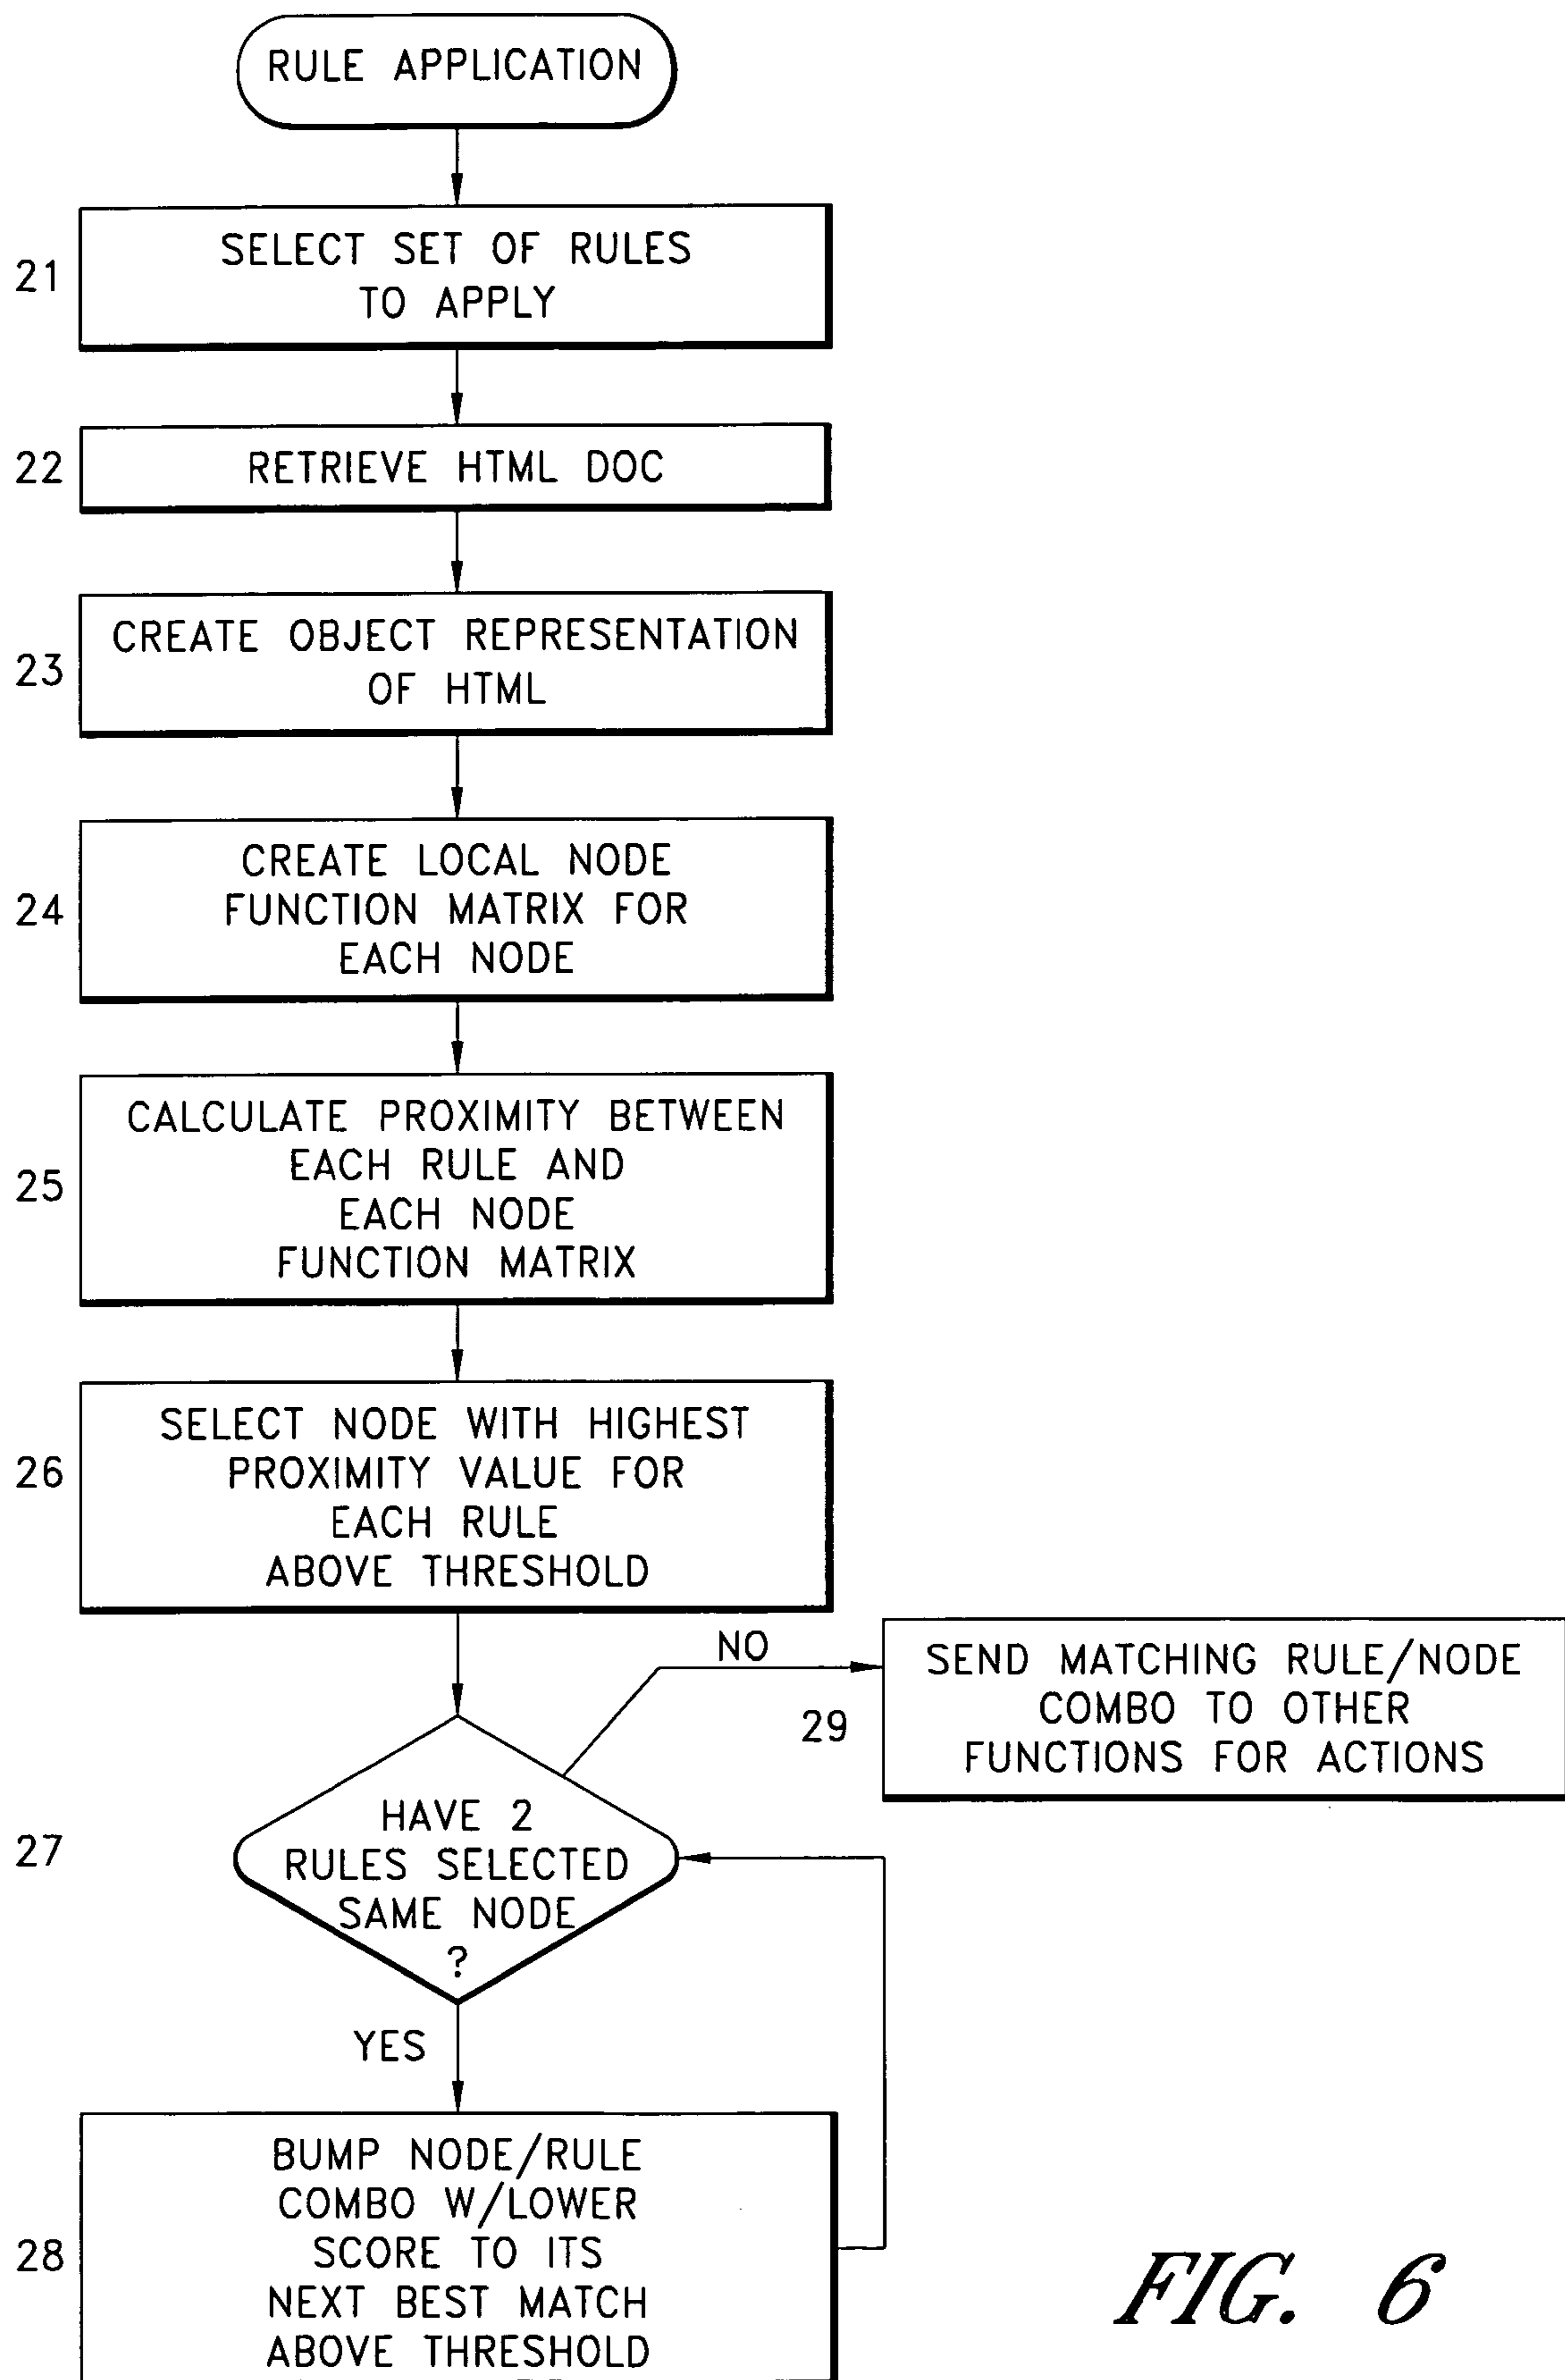 RULE APPLICATION
21
SELECT SET OF RULES
TO APPLY
22
RETRIEVE HTML DOC
23
CREATE OBJECT REPRESENTATION
OF HTML
24
CREATE LOCAL NODE
FUNCTION MATRIX FOR
EACH NODE
25
CALCULATE PROXIMITY BETWEEN
EACH RULE AND
EACH NODE
FUNCTION MATRIX
26
SELECT NODE WITH HIGHEST
PROXIMITY VALUE FOR
EACH RULE
ABOVE THRESHOLD
NO
29
SEND MATCHING RULE/NODE
COMBO TO OTHER
FUNCTIONS FOR ACTIONS
27
HAVE 2
RULES SELECTED
SAME NODE
?
YES
28
BUMP NODE/RULE
COMBO W/LOWER
SCORE TO ITS
NEXT BEST MATCH
ABOVE THRESHOLD
FIG. 6